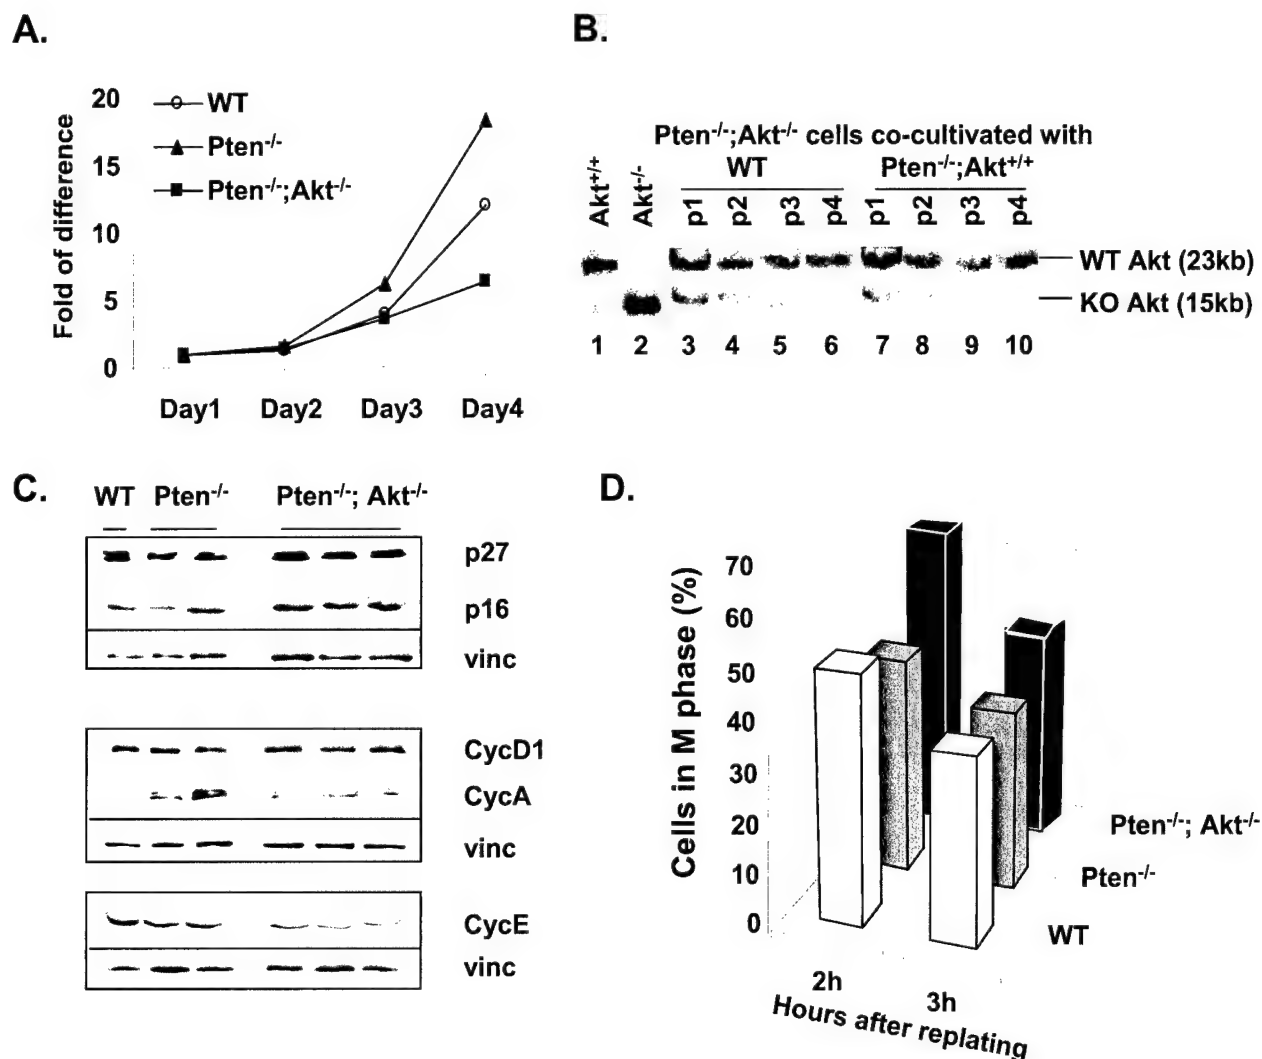 A.
20
15
10
5
0
Fold of difference
WT
Pten-/-
Pten-/-;Akt-/-
Day1 Day2 Day3 Day4
B.
Pten-/-;Akt-/- cells co-cultivated with
WT Pten-/-;Akt+/+
Akt+/+ Akt-/- p1 p2 p3 p4 p1 p2 p3 p4
WT Akt (23kb)
KO Akt (15kb)
1 2 3 4 5 6 7 8 9 10
C.
WT Pten-/- Pten-/-; Akt-/-
p27
p16
vinc
CycD1
CycA
vinc
CycE
vinc
D.
Cells in M phase (%)
70
60
50
40
30
20
10
0
Pten-/-; Akt-/-
Pten-/-
WT
2h
3h
Hours after replating